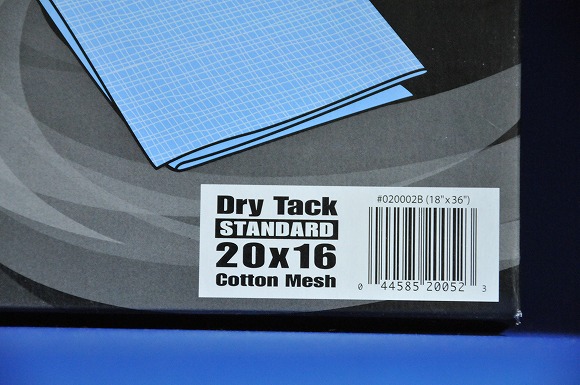 Dry Tack
STANDARD
20x16
Cotton Mesh
#020002B (18"x36")
0 44585 20052 3